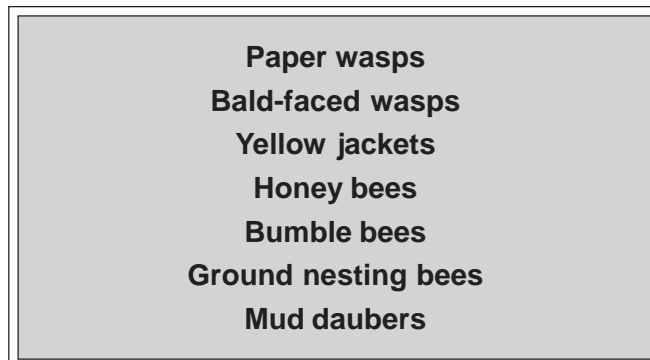 Paper wasps
Bald-faced wasps
Yellow jackets
Honey bees
Bumble bees
Ground nesting bees
Mud daubers